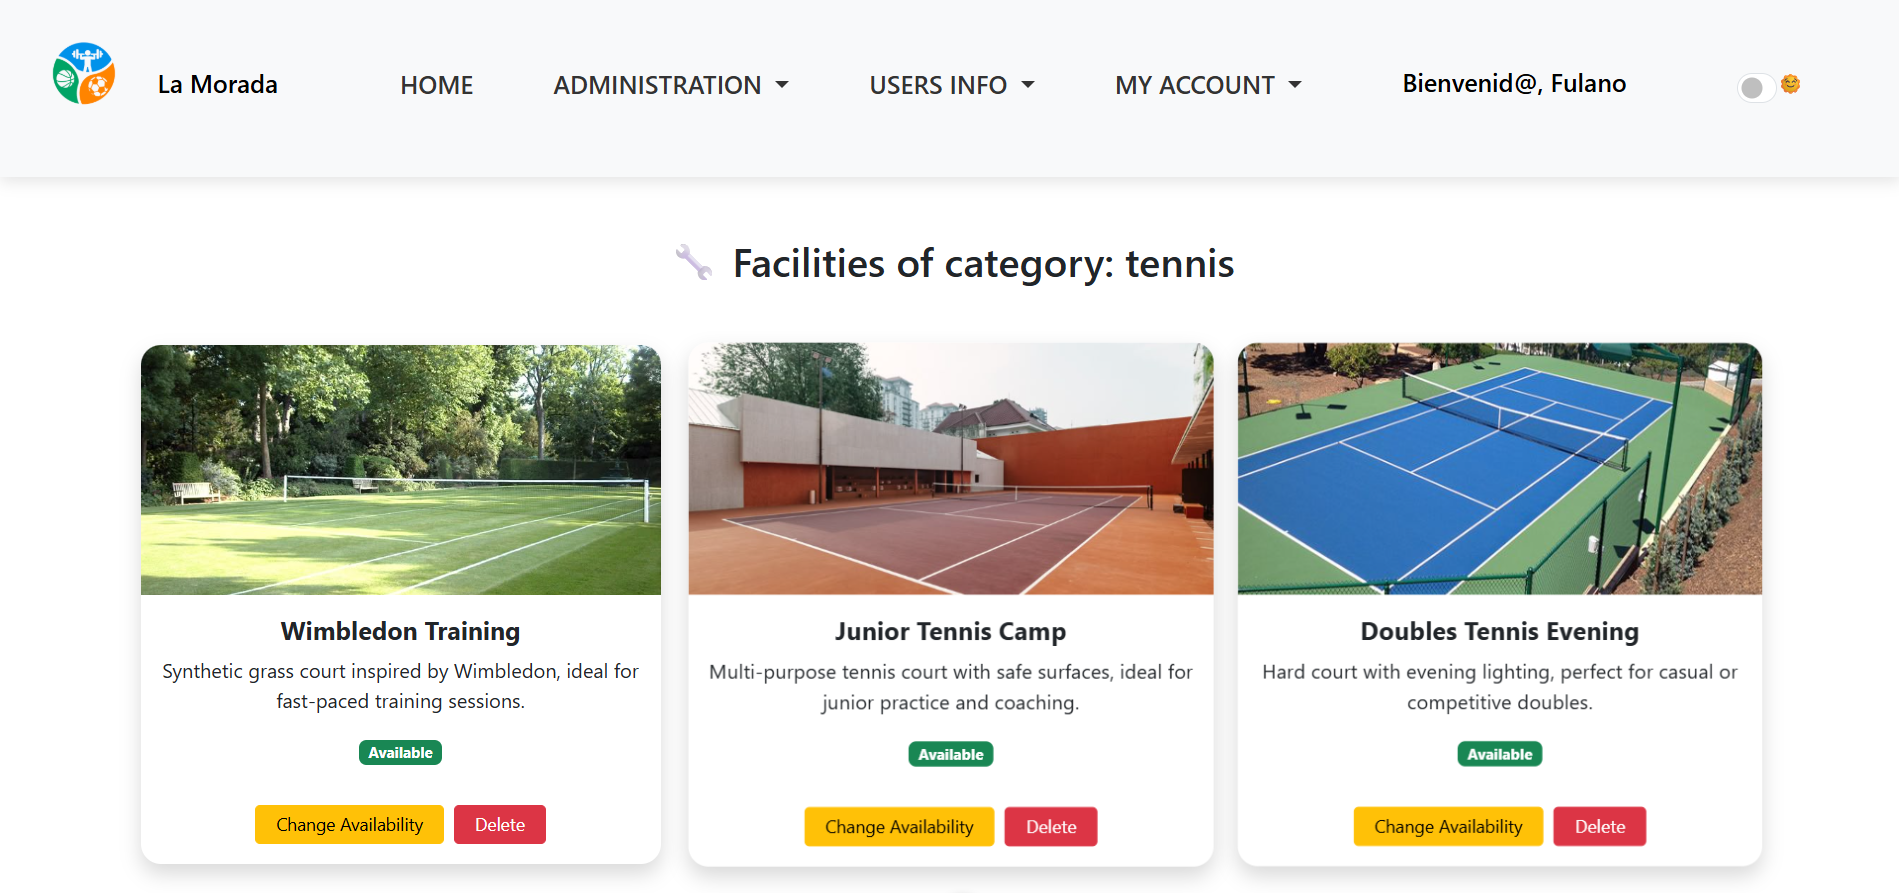 La Morada
HOME
ADMINISTRATION
USERS INFO
MY ACCOUNT
Bienvenid@, Fulano
Facilities of category: tennis
Wimbledon Training
Synthetic grass court inspired by Wimbledon, ideal for
fast-paced training sessions.
Available
Change Availability
Delete
Junior Tennis Camp
Multi-purpose tennis court with safe surfaces, ideal for
junior practice and coaching.
Available
Change Availability
Delete
Doubles Tennis Evening
Hard court with evening lighting, perfect for casual or
competitive doubles.
Available
Change Availability
Delete